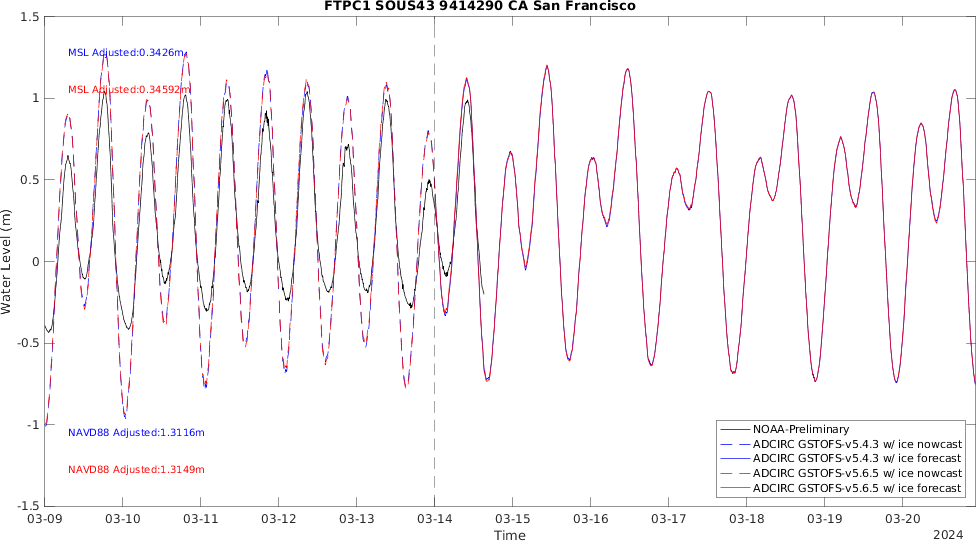 FTPC1 SOUS43 9414290 CA San Francisco
1.5
1
0.5
0
-0.5
-1
-1.5
Water Level (m)
MSL Adjusted:0.3426m
MSL Adjusted:0.34592m
NAVD88 Adjusted:1.3116m
NAVD88 Adjusted:1.3149m
NOAA-Preliminary
ADCIRC GSTOFS-v5.4.3 w/ ice nowcast
ADCIRC GSTOFS-v5.4.3 w/ ice forecast
ADCIRC GSTOFS-v5.6.5 w/ ice nowcast
ADCIRC GSTOFS-v5.6.5 w/ ice forecast
03-09 03-10 03-11 03-12 03-13 03-14 03-15 03-16 03-17 03-18 03-19 03-20
Time
2024